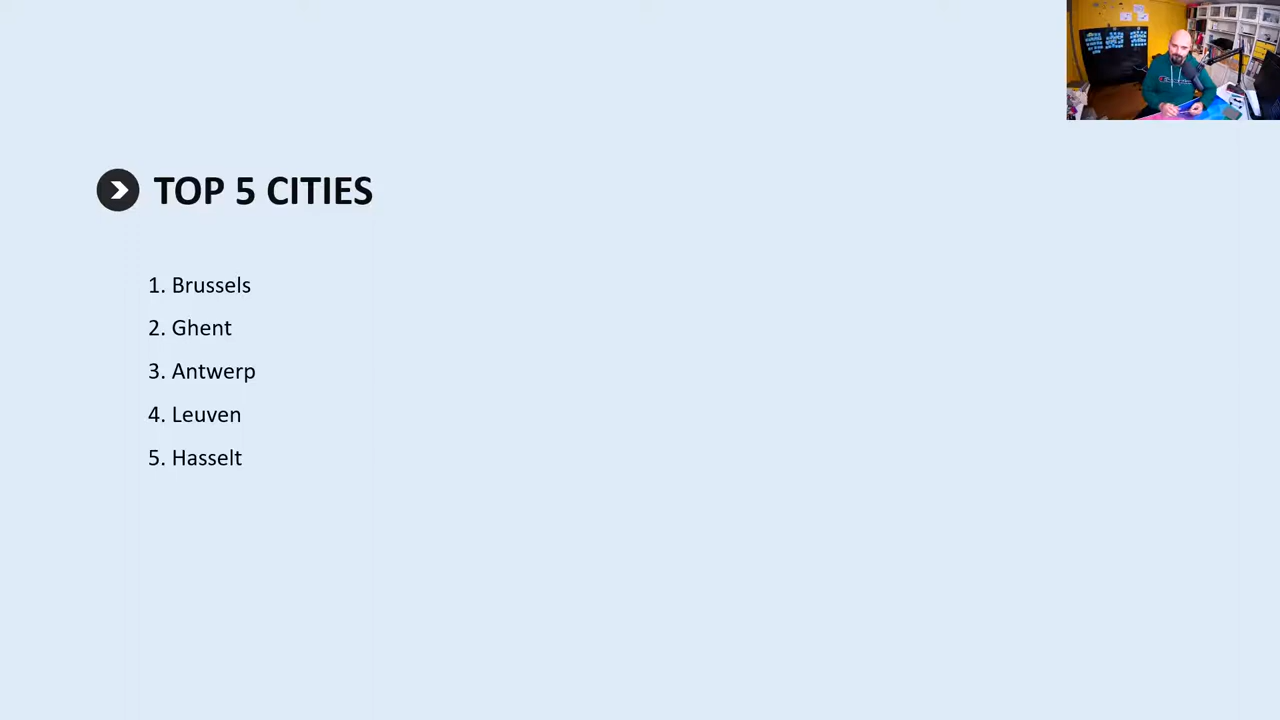 TOP 5 CITIES
1. Brussels
2. Ghent
3. Antwerp
4. Leuven
5. Hasselt